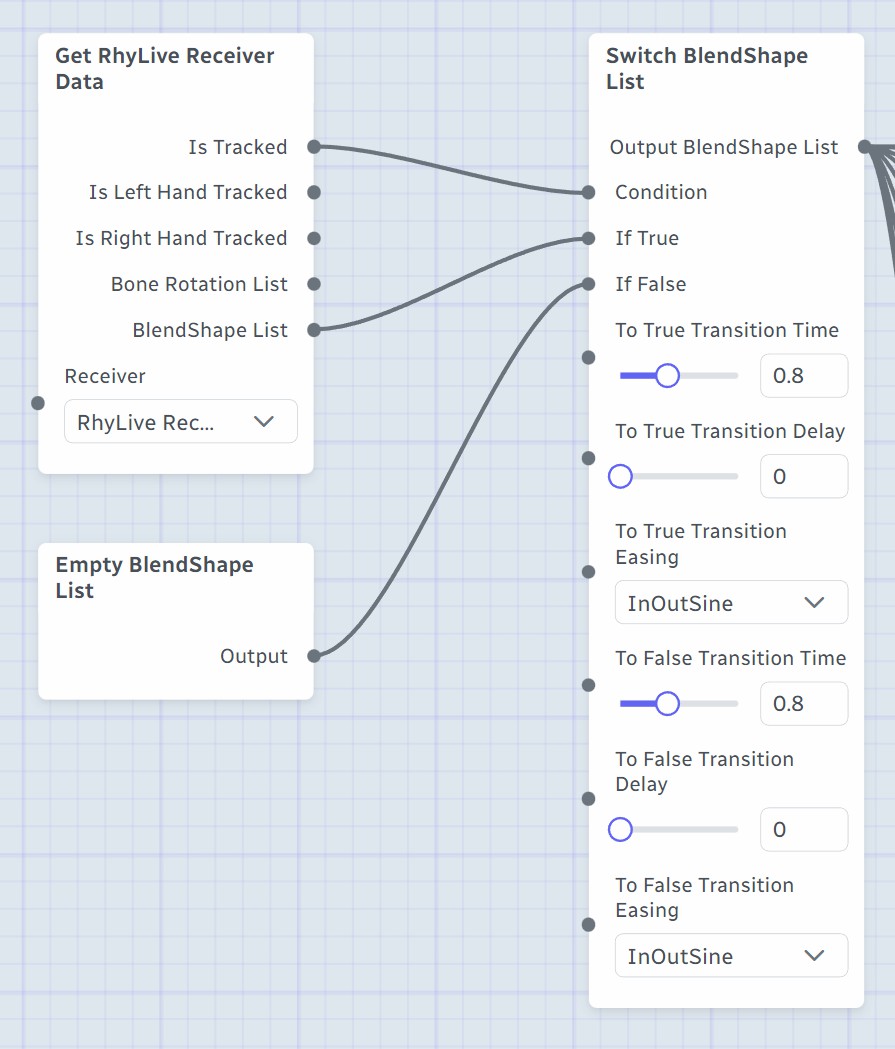 Get RhyLive Receiver
Data
Is Tracked
Is Left Hand Tracked
Is Right Hand Tracked
Bone Rotation List
BlendShape List
Receiver
RhyLive Rec...
Empty BlendShape
List
Output
Switch BlendShape
List
Output BlendShape List
Condition
If True
If False
To True Transition Time
0.8
To True Transition Delay
0
To True Transition
Easing
InOutSine
To False Transition Time
0.8
To False Transition
Delay
0
To False Transition
Easing
InOutSine